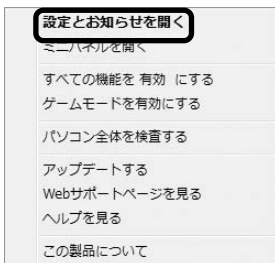 設定とお知らせを開く
ミニパネルを開く
すべての機能を 有効 にする
ゲームモードを有効にする
パソコン全体を検査する
アップデートする
Webサポートページを見る
ヘルプを見る
この製品について